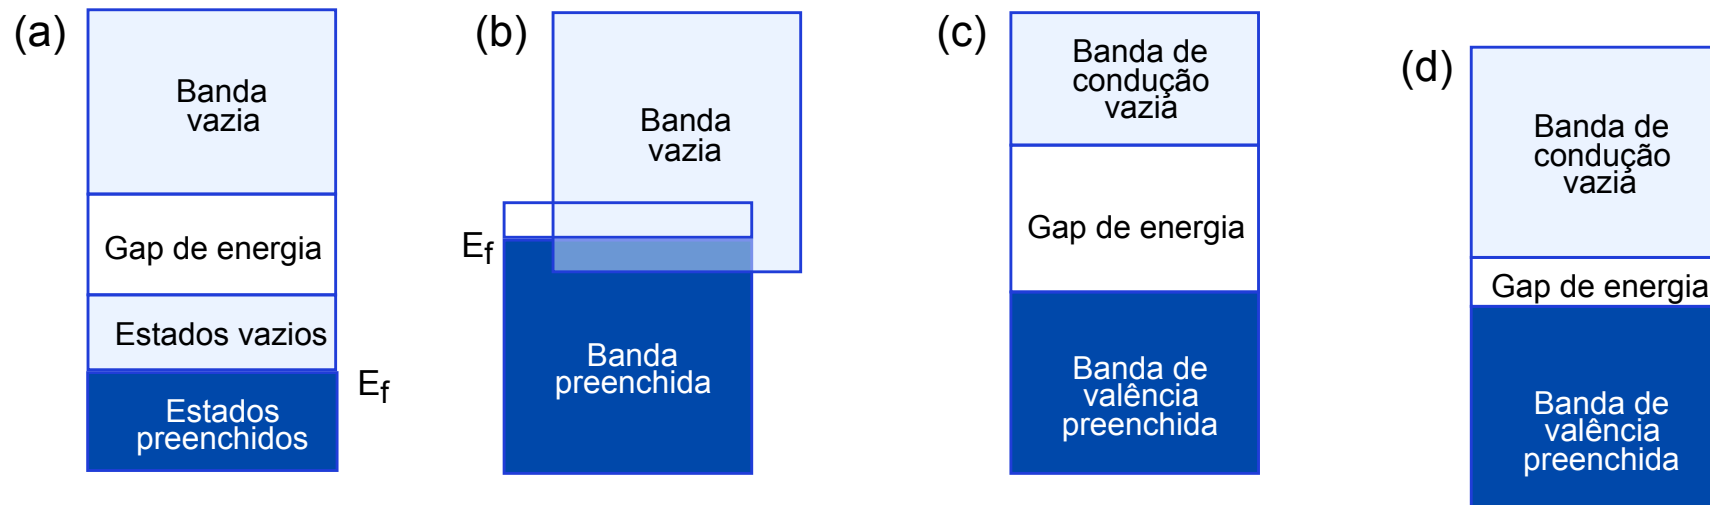 (a)
Banda
vazia
Gap de energia
Estados vazios
Ef
Estados
preenchidos
(b)
Banda
vazia
Ef
Banda
preenchida
(c)
Banda de
condução
vazia
Gap de energia
Banda de
valência
preenchida
(d)
Banda de
condução
vazia
Gap de energia
Banda de
valência
preenchida